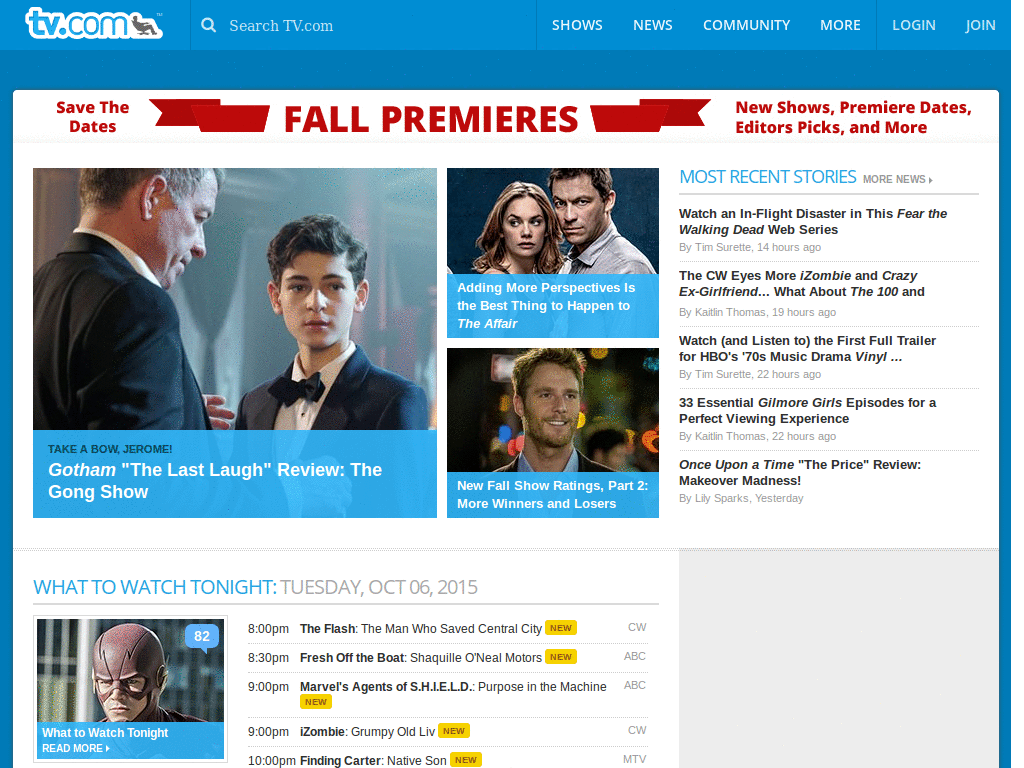 tv.com™
Search TV.com
SHOWS
NEWS
COMMUNITY
MORE
LOGIN
JOIN
Save The
Dates
FALL PREMIERES
New Shows, Premiere Dates,
Editors Picks, and More
TAKE A BOW, JEROME!
Gotham "The Last Laugh" Review: The
Gong Show
Adding More Perspectives Is
the Best Thing to Happen to
The Affair
New Fall Show Ratings, Part 2:
More Winners and Losers
MOST RECENT STORIES MORE NEWS
Watch an In-Flight Disaster in This Fear the
Walking Dead Web Series
By Tim Surette, 14 hours ago
The CW Eyes More iZombie and Crazy
Ex-Girlfriend... What About The 100 and
By Kaitlin Thomas, 19 hours ago
Watch (and Listen to) the First Full Trailer
for HBO's '70s Music Drama Vinyl ...
By Tim Surette, 22 hours ago
33 Essential Gilmore Girls Episodes for a
Perfect Viewing Experience
By Kaitlin Thomas, 22 hours ago
Once Upon a Time "The Price" Review:
Makeover Madness!
By Lily Sparks, Yesterday
WHAT TO WATCH TONIGHT: TUESDAY, OCT 06, 2015
82
What to Watch Tonight
READ MORE
8:00pm The Flash: The Man Who Saved Central City NEW CW
8:30pm Fresh Off the Boat: Shaquille O'Neal Motors NEW ABC
9:00pm Marvel's Agents of S.H.I.E.L.D.: Purpose in the Machine ABC
NEW
9:00pm iZombie: Grumpy Old Liv NEW CW
10:00pm Finding Carter: Native Son NEW MTV